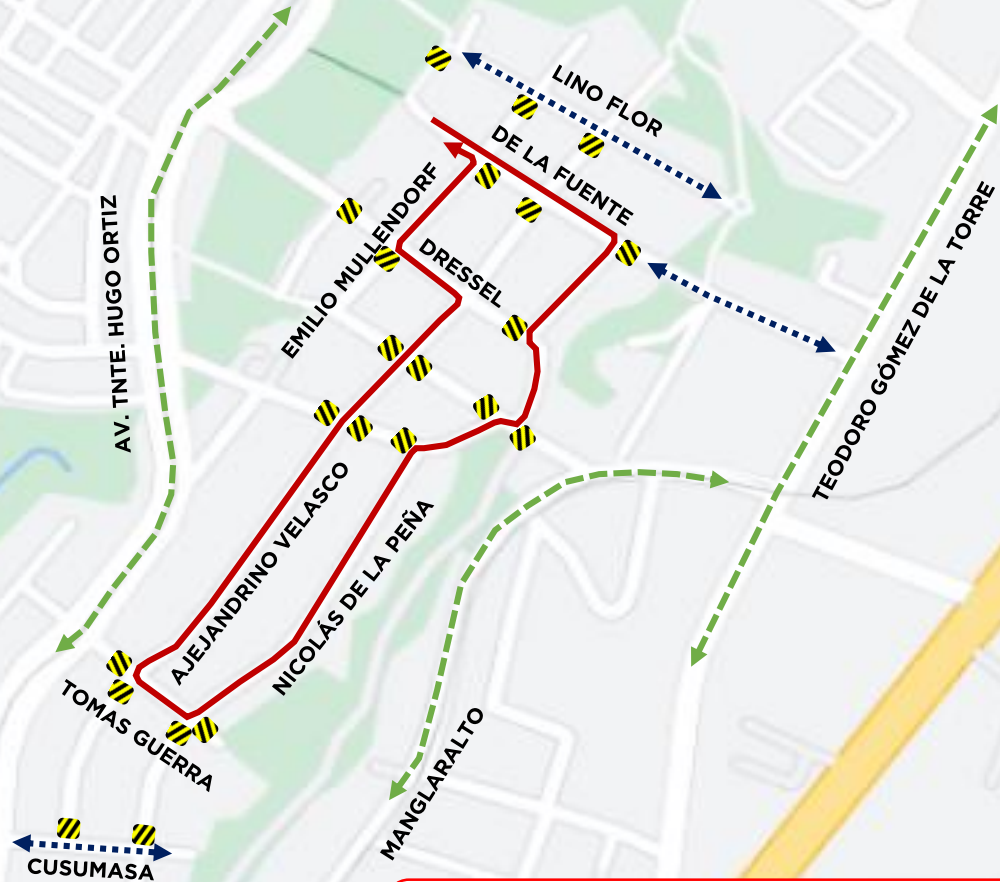 LINO FLOR
DE LA FUENTE
EMILIO MULLENDORF
DRESSEL
AV. TNTE. HUGO ORTIZ
TEODORO GÓMEZ DE LA TORRE
AJEJANDRINO VELASCO
NICOLÁS DE LA PEÑA
TOMAS GUERRA
MANGLARALTO
CUSUMASA